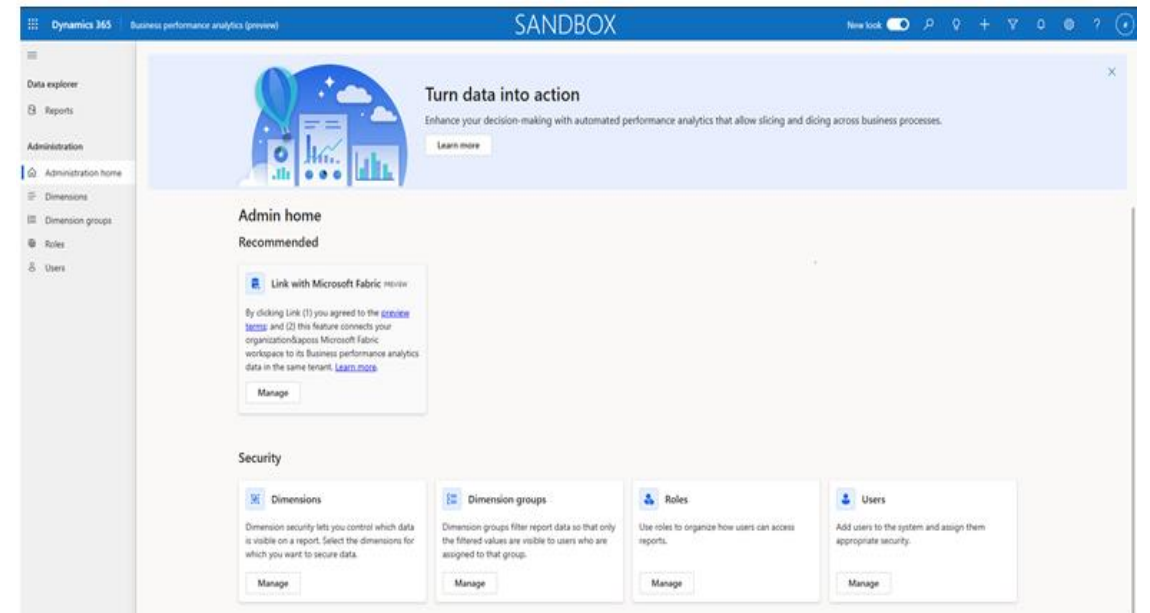 Dynamics 365 Business performance analytics (preview) SANDBOX New look
Data explorer
Reports
Administration
Administration home
Dimensions
Dimension groups
Roles
Users
Turn data into action
Enhance your decision-making with automated performance analytics that allow slicing and dicing across business processes.
Learn more
Admin home
Recommended
Link with Microsoft Fabric PREVIEW
By clicking Link (1) you agreed to the preview
terms; and (2) this feature connects your
organization&aposs Microsoft Fabric
workspace to its Business performance analytics
data in the same tenant. Learn more.
Manage
Security
Dimensions
Dimension security lets you control which data
is visible on a report. Select the dimensions for
which you want to secure data.
Manage
Dimension groups
Dimension groups filter report data so that only
the filtered values are visible to users who are
assigned to that group.
Manage
Roles
Use roles to organize how users can access
reports.
Manage
Users
Add users to the system and assign them
appropriate security.
Manage